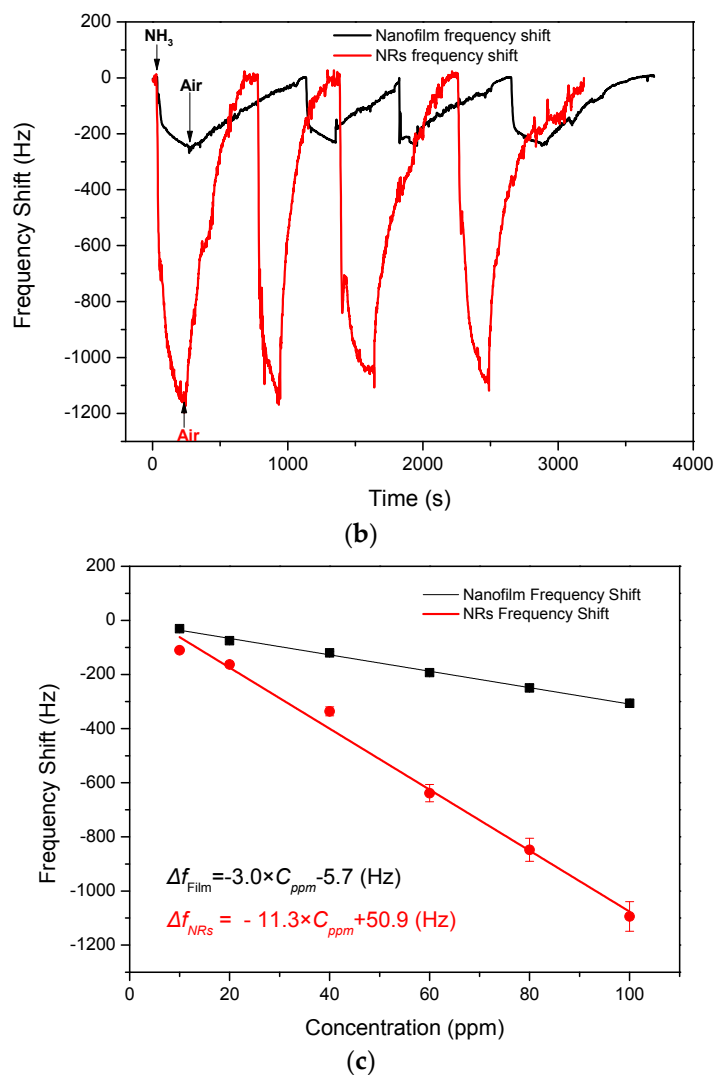 200
0
-200
-400
-600
-800
-1000
-1200
Frequency Shift (Hz)
NH3
Air
Nanofilm frequency shift
NRs frequency shift
Air
0 1000 2000 3000 4000
Time (s)
(b)
200
0
-200
-400
-600
-800
-1000
-1200
Frequency Shift (Hz)
Nanofilm Frequency Shift
NRs Frequency Shift
ΔfFilm=-3.0×Cppm-5.7 (Hz)
ΔfNRs = - 11.3×Cppm+50.9 (Hz)
0 20 40 60 80 100
Concentration (ppm)
(c)